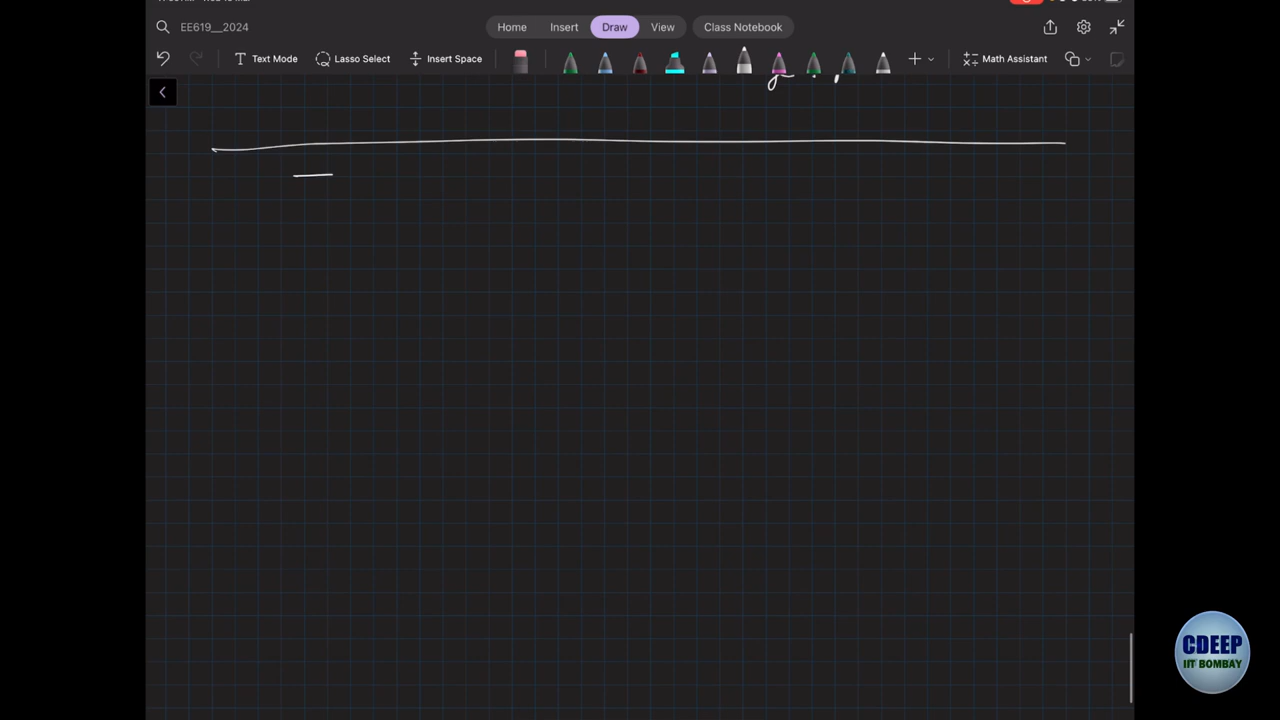 EE619__2024
Home Insert Draw View Class Notebook
Text Mode Lasso Select Insert Space Math Assistant
CDEEP
IIT BOMBAY